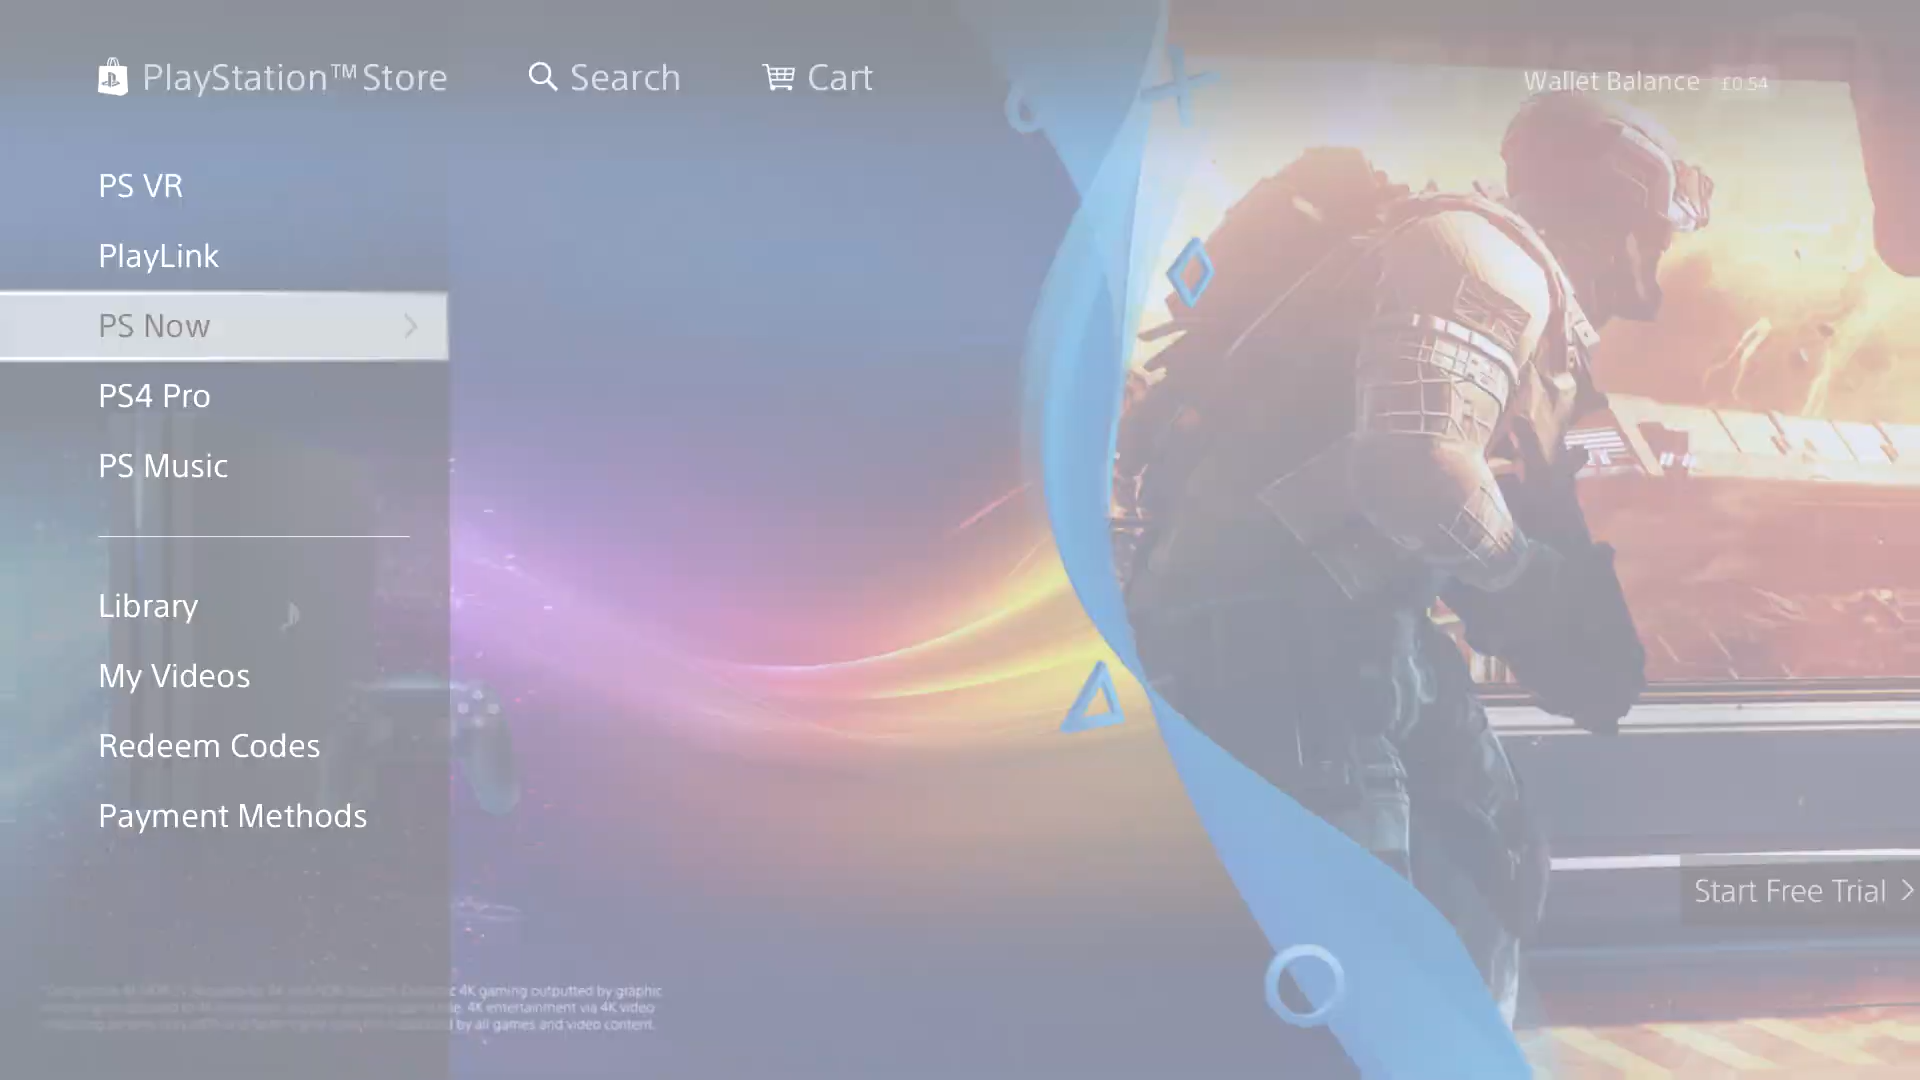 PlayStation™Store
Search
Cart
Wallet Balance £0.54
PS VR
PlayLink
PS Now
PS4 Pro
PS Music
Library
My Videos
Redeem Codes
Payment Methods
Start Free Trial
4K gaming outputted by graphic
4K entertainment via 4K video
by all games and video content.